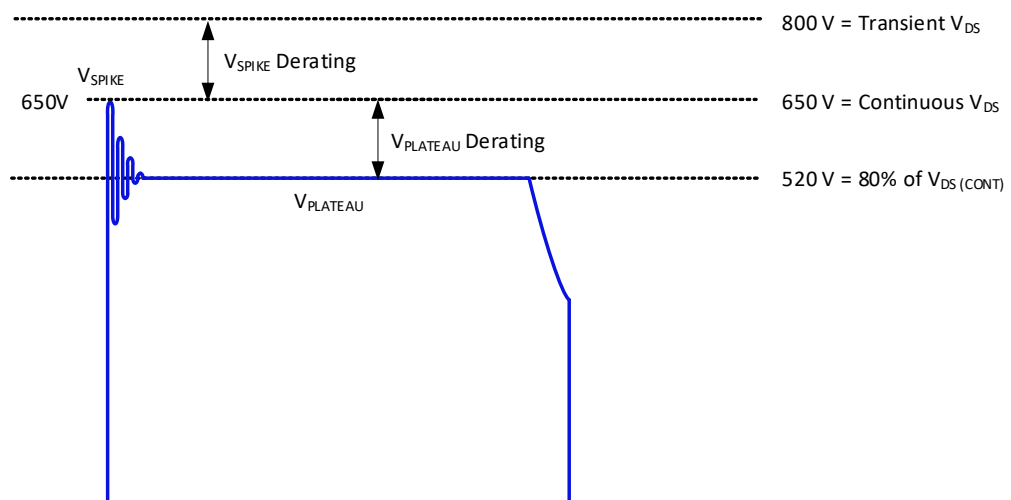 800 V = Transient V_DS
V_SPIKE Derating
V_SPIKE
650V
650 V = Continuous V_DS
V_PLATEAU Derating
520 V = 80% of V_DS (CONT)
V_PLATEAU